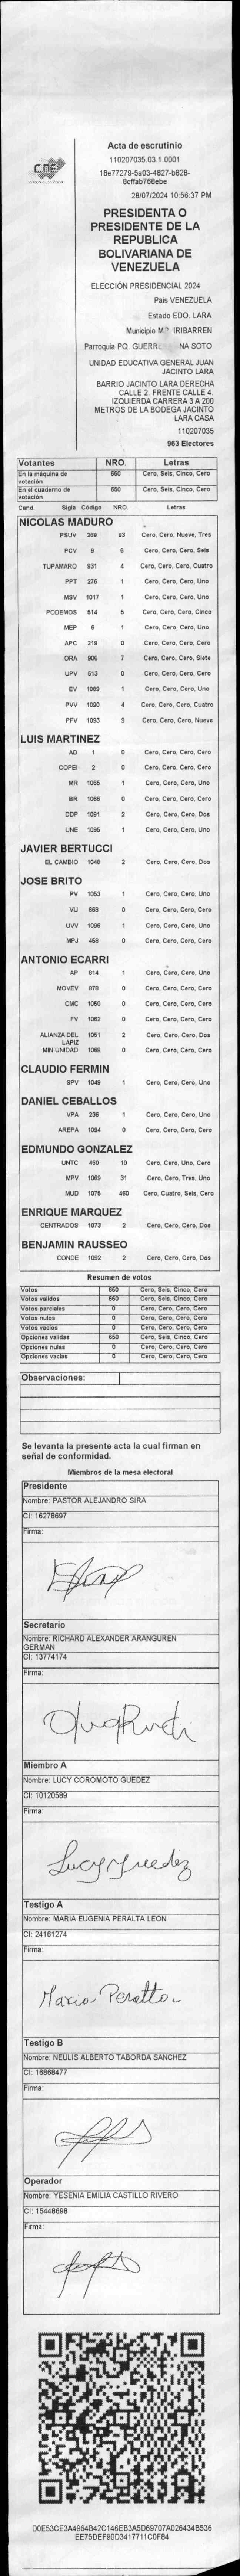 CNE
Acta de escrutinio
110207035.03.1.0001
18e77279-5a03-4827-b828-
8cffab768ebe
28/07/2024 10:56:37 PM
PRESIDENTA O
PRESIDENTE DE LA
REPUBLICA
BOLIVARIANA DE
VENEZUELA
ELECCIÓN PRESIDENCIAL 2024
Pais VENEZUELA
Estado EDO. LARA
Municipio MP. IRIBARREN
Parroquia PQ. GUERRE NA SOTO
UNIDAD EDUCATIVA GENERAL JUAN
JACINTO LARA
BARRIO JACINTO LARA DERECHA
CALLE 2. FRENTE CALLE 4.
IZQUIERDA CARRERA 3 A 200
METROS DE LA BODEGA JACINTO
LARA CASA
110207035
963 Electores
Votantes NRO. Letras
En la máquina de votación 650 Cero, Seis, Cinco, Cero
En el cuaderno de votación 650 Cero, Seis, Cinco, Cero
Cand. Sigla Código NRO. Letras
NICOLAS MADURO
PSUV 269 93 Cero, Cero, Nueve, Tres
PCV 9 6 Cero, Cero, Cero, Seis
TUPAMARO 931 4 Cero, Cero, Cero, Cuatro
PPT 276 1 Cero, Cero, Cero, Uno
MSV 1017 1 Cero, Cero, Cero, Uno
PODEMOS 514 5 Cero, Cero, Cero, Cinco
MEP 6 1 Cero, Cero, Cero, Uno
APC 219 0 Cero, Cero, Cero, Cero
ORA 906 7 Cero, Cero, Cero, Siete
UPV 513 0 Cero, Cero, Cero, Cero
EV 1089 1 Cero, Cero, Cero, Uno
PVV 1090 4 Cero, Cero, Cero, Cuatro
PFV 1093 9 Cero, Cero, Cero, Nueve
LUIS MARTINEZ
AD 1 0 Cero, Cero, Cero, Cero
COPEI 2 0 Cero, Cero, Cero, Cero
MR 1065 1 Cero, Cero, Cero, Uno
BR 1086 0 Cero, Cero, Cero, Cero
DDP 1091 2 Cero, Cero, Cero, Dos
UNE 1095 1 Cero, Cero, Cero, Uno
JAVIER BERTUCCI
EL CAMBIO 1048 2 Cero, Cero, Cero, Dos
JOSE BRITO
PV 1053 1 Cero, Cero, Cero, Uno
VU 969 0 Cero, Cero, Cero, Cero
UVV 1096 1 Cero, Cero, Cero, Uno
MPJ 458 0 Cero, Cero, Cero, Cero
ANTONIO ECARRI
AP 814 1 Cero, Cero, Cero, Uno
MOVEV 978 0 Cero, Cero, Cero, Cero
CMC 1050 0 Cero, Cero, Cero, Cero
FV 1062 0 Cero, Cero, Cero, Cero
ALIANZA DEL LAPIZ 1051 2 Cero, Cero, Cero, Dos
MIN UNIDAD 1069 0 Cero, Cero, Cero, Cero
CLAUDIO FERMIN
SPV 1049 1 Cero, Cero, Cero, Uno
DANIEL CEBALLOS
VPA 236 1 Cero, Cero, Cero, Uno
AREPA 1094 0 Cero, Cero, Cero, Cero
EDMUNDO GONZALEZ
UNTC 460 10 Cero, Cero, Uno, Cero
MPV 1069 31 Cero, Cero, Tres, Uno
MUD 1076 460 Cero, Cuatro, Seis, Cero
ENRIQUE MARQUEZ
CENTRADOS 1073 2 Cero, Cero, Cero, Dos
BENJAMIN RAUSSEO
CONDE 1092 2 Cero, Cero, Cero, Dos
Resumen de votos
Votos 650 Cero, Seis, Cinco, Cero
Votos validos 650 Cero, Seis, Cinco, Cero
Votos parciales 0 Cero, Cero, Cero, Cero
Votos nulos 0 Cero, Cero, Cero, Cero
Votos vacios 0 Cero, Cero, Cero, Cero
Opciones validas 650 Cero, Seis, Cinco, Cero
Opciones nulas 0 Cero, Cero, Cero, Cero
Opciones vacias 0 Cero, Cero, Cero, Cero
Observaciones:
Se levanta la presente acta la cual firman en
señal de conformidad.
Miembros de la mesa electoral
Presidente
Nombre: PASTOR ALEJANDRO SIRA
CI: 16278697
Firma:
Secretario
Nombre: RICHARD ALEXANDER ARANGUREN
GERMAN
CI: 13774174
Firma:
Miembro A
Nombre: LUCY COROMOTO GUEDEZ
CI: 10120589
Firma:
Lucy Guedez
Testigo A
Nombre: MARIA EUGENIA PERALTA LEON
CI: 24161274
Firma:
Maria Peralta
Testigo B
Nombre: NEULIS ALBERTO TABORDA SANCHEZ
CI: 16868477
Firma:
Operador
Nombre: YESENIA EMILIA CASTILLO RIVERO
CI: 15448698
Firma:
D0E53CE3A4964B42C146EB3A5D69707A026434B536
EE75DEF90D3417711C0FB4